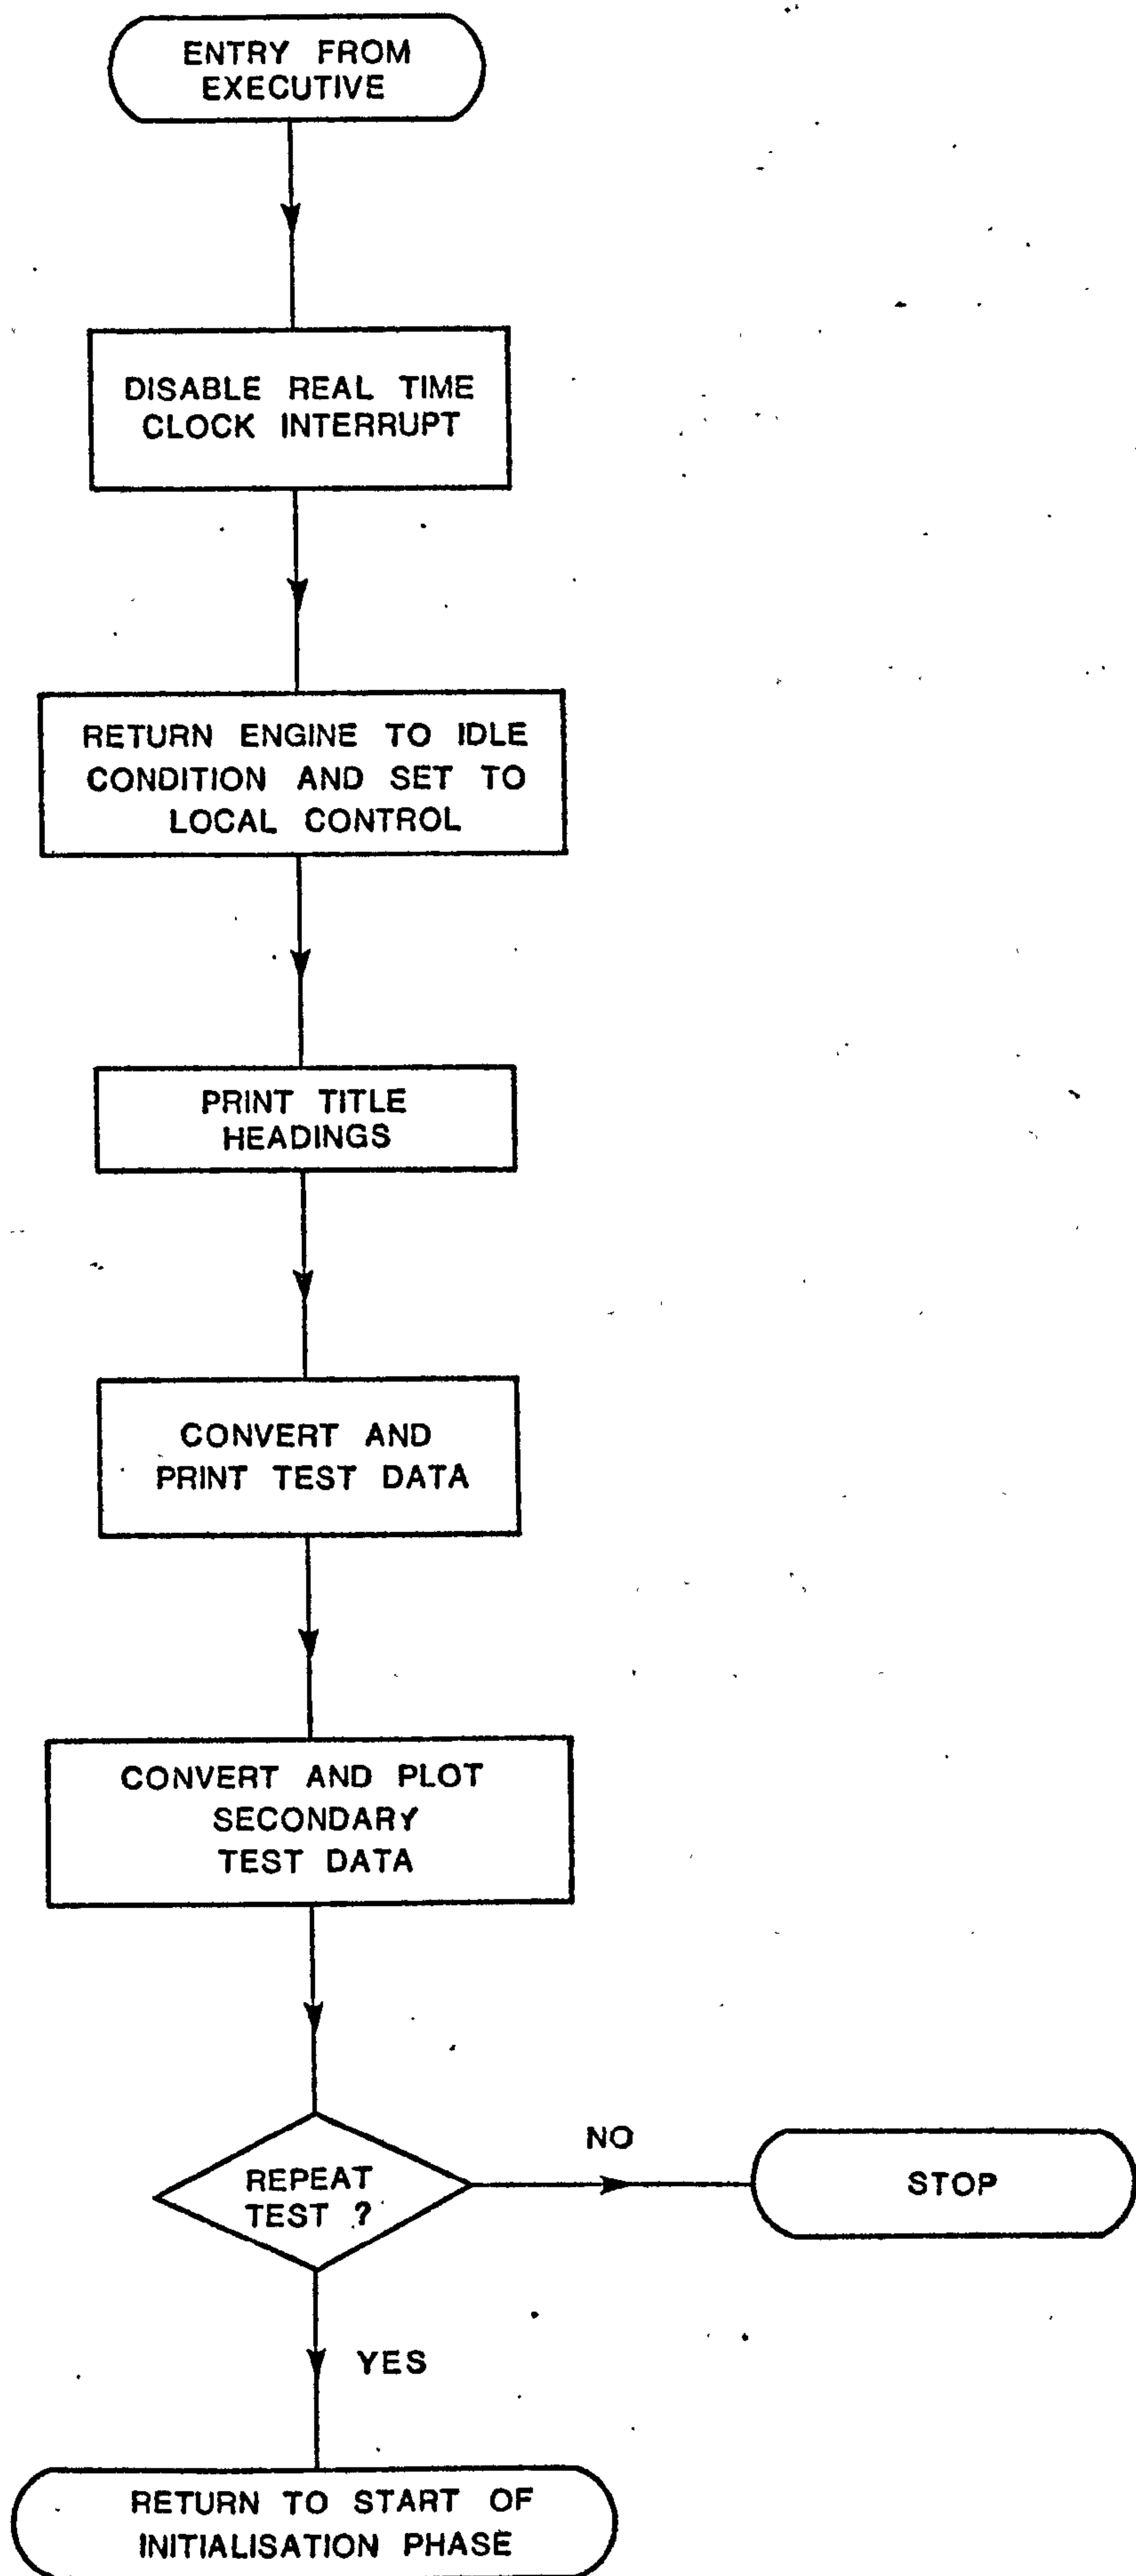 ENTRY FROM
EXECUTIVE
DISABLE REAL TIME
CLOCK INTERRUPT
RETURN ENGINE TO IDLE
CONDITION AND SET TO
LOCAL CONTROL
PRINT TITLE
HEADINGS
CONVERT AND
PRINT TEST DATA
CONVERT AND PLOT
SECONDARY
TEST DATA
REPEAT
TEST ?
NO
STOP
YES
RETURN TO START OF
INITIALISATION PHASE